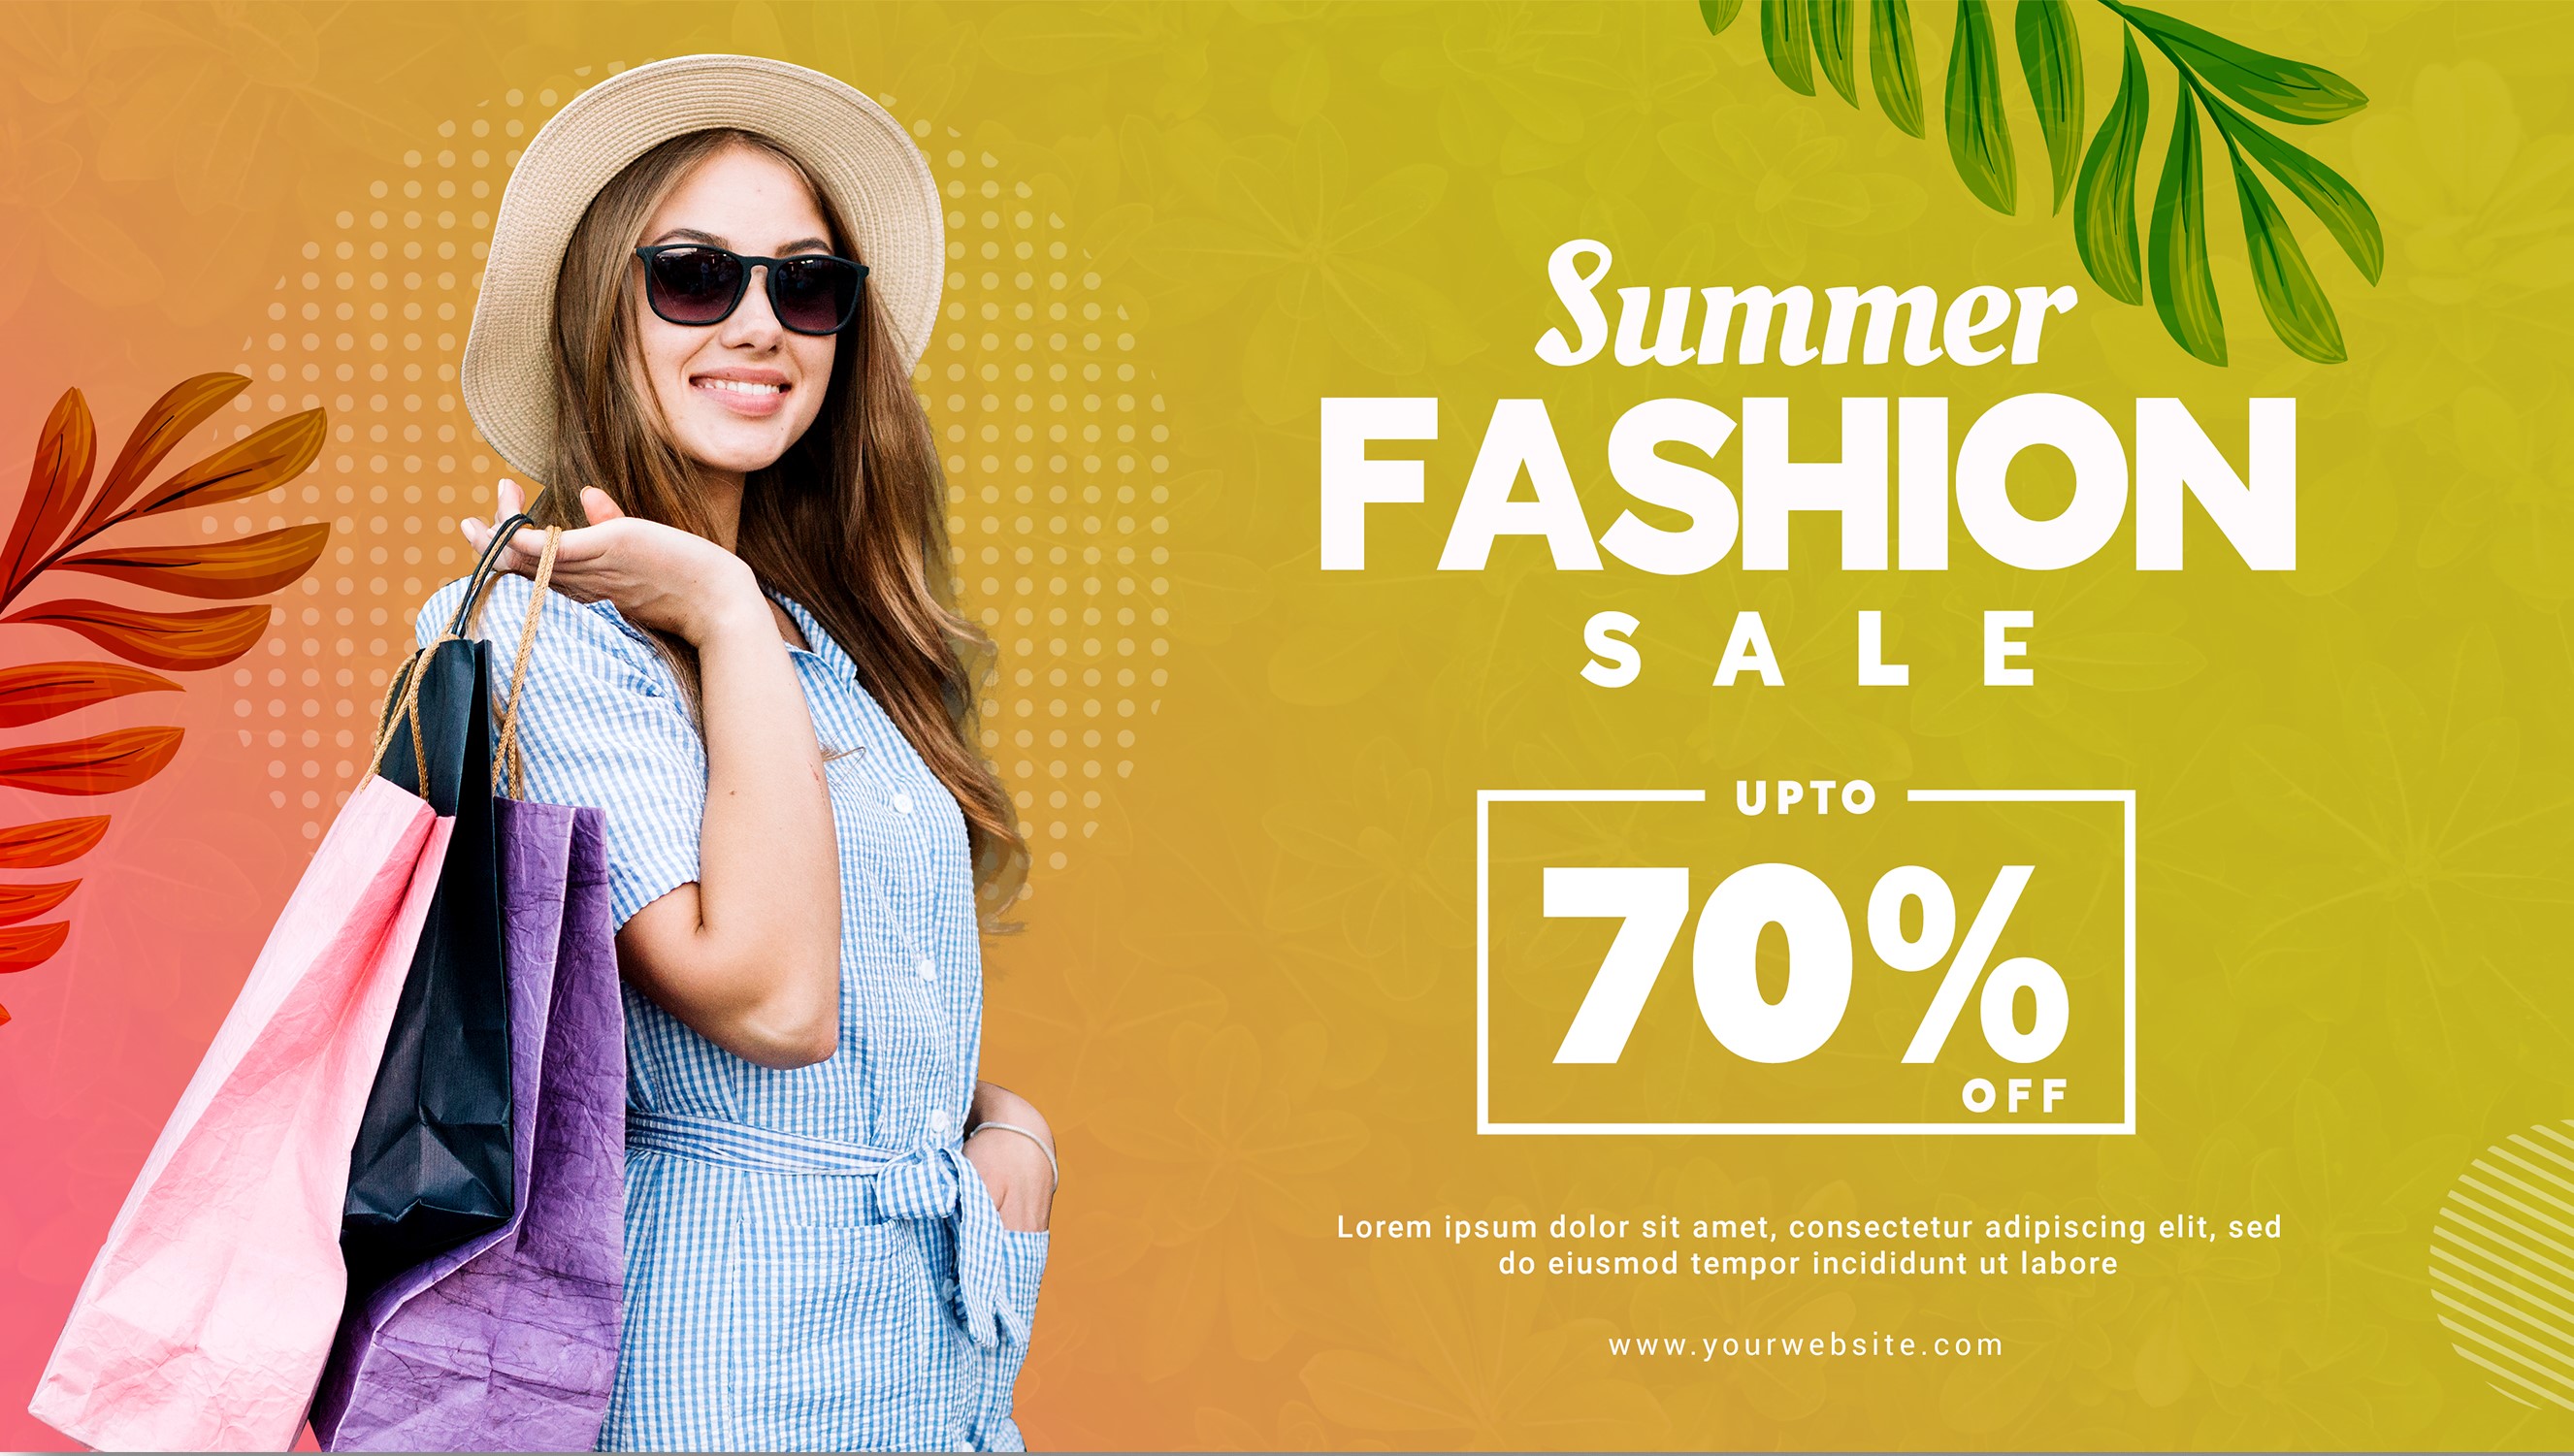 Summer
FASHION
SALE
UPTO
70%
OFF
Lorem ipsum dolor sit amet, consectetur adipiscing elit, sed
do eiusmod tempor incididunt ut labore
www.yourwebsite.com